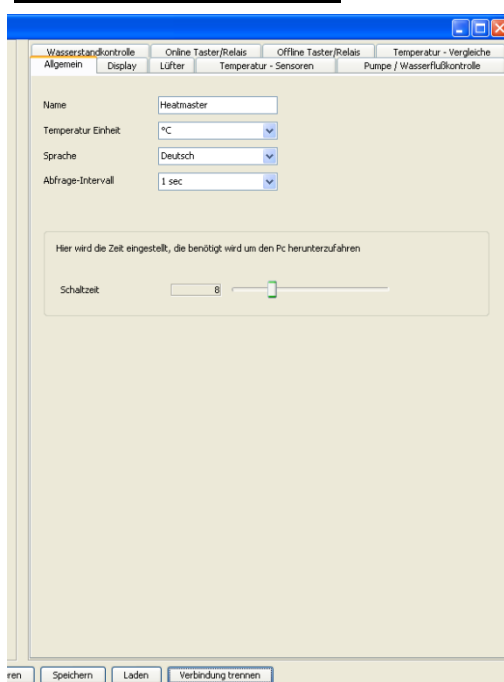 Wasserstandkontrolle Online Taster/Relais Offline Taster/Relais Temperatur - Vergleiche
Allgemein Display Lüfter Temperatur - Sensoren Pumpe / Wasserflußkontrolle
Name Heatmaster
Temperatur Einheit °C
Sprache Deutsch
Abfrage-Intervall 1 sec
Hier wird die Zeit eingestellt, die benötigt wird um den Pc herunterzufahren
Schaltzeit 8
ren Speichern Laden Verbindung trennen